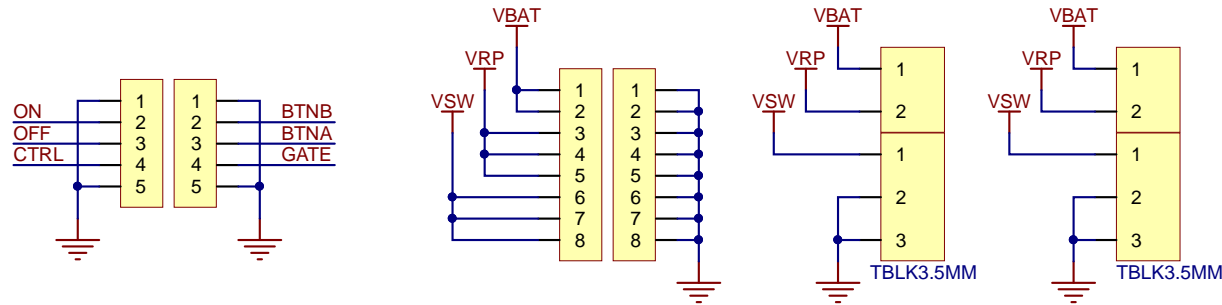 VBAT
VRP
VSW
VBAT
VRP
VSW
VBAT
VRP
VSW
ON
OFF
CTRL
1
2
3
4
5
1
2
3
4
5
BTNB
BTNA
GATE
1
2
3
4
5
6
7
8
1
2
3
4
5
6
7
8
1
2
1
2
3
TBLK3.5MM
1
2
1
2
3
TBLK3.5MM